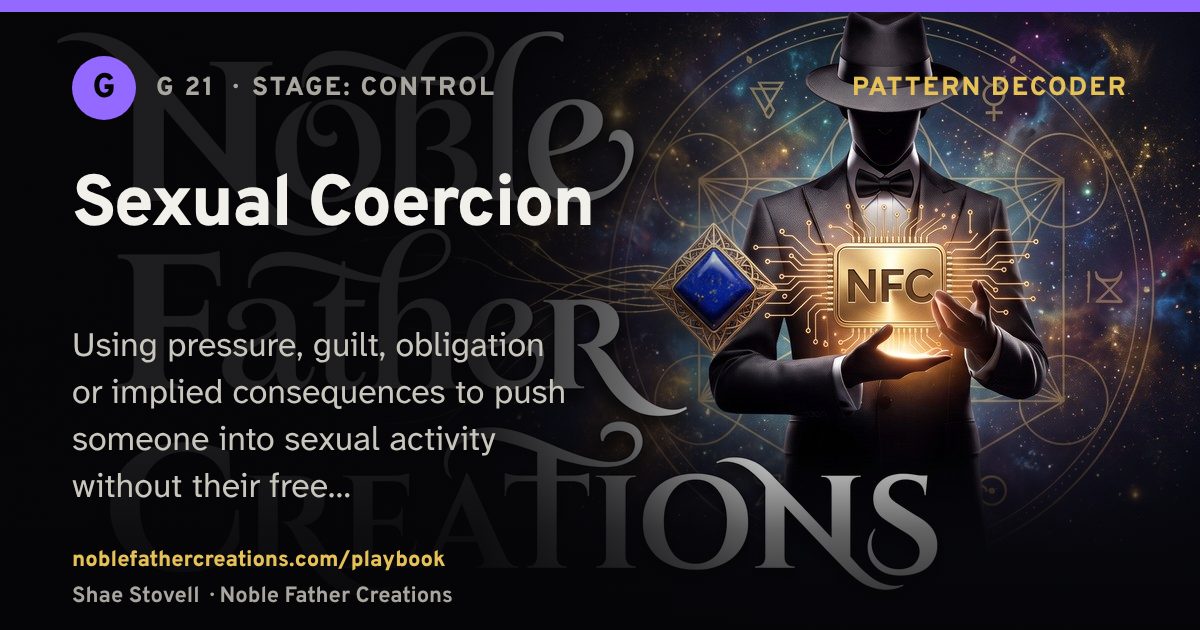 G
G 21 · STAGE: CONTROL
PATTERN DECODER
Sexual Coercion
Using pressure, guilt, obligation
or implied consequences to push
someone into sexual activity
without their free...
NFC
Noble
Father
Creations
noblefathercreations.com/playbook
Shae Stovell · Noble Father Creations